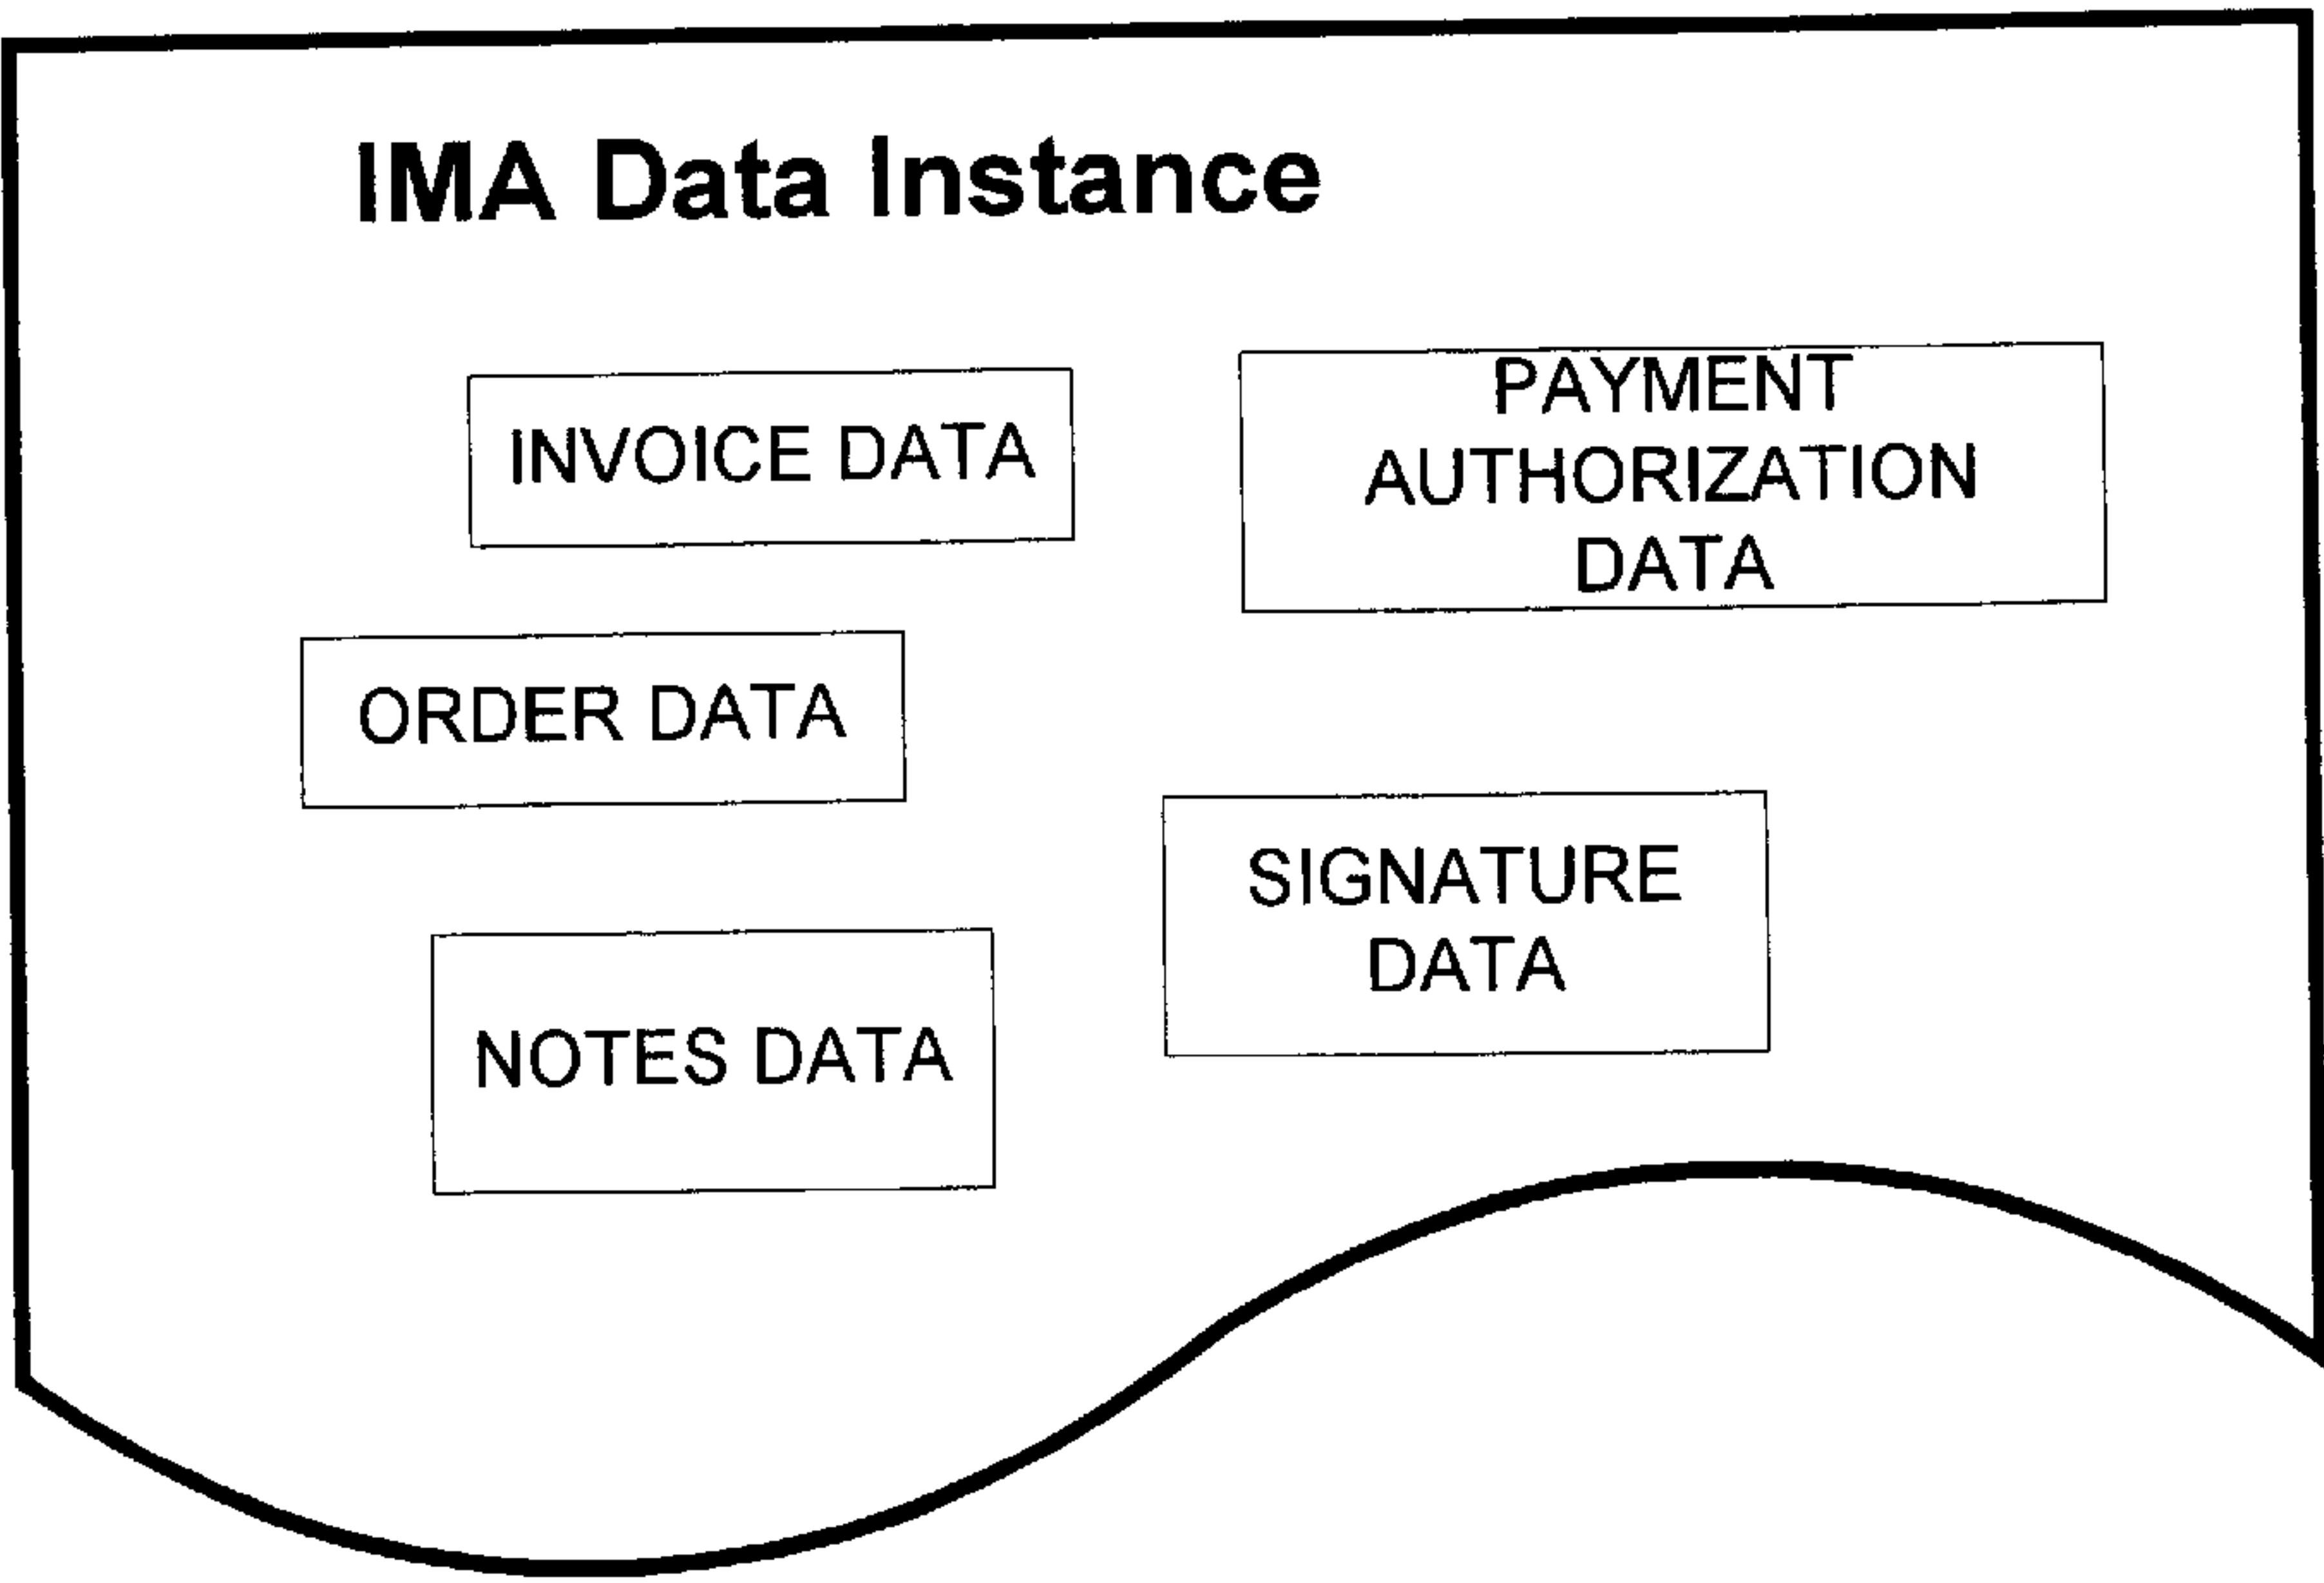 IMA Data Instance
INVOICE DATA
PAYMENT
AUTHORIZATION
DATA
ORDER DATA
SIGNATURE
DATA
NOTES DATA